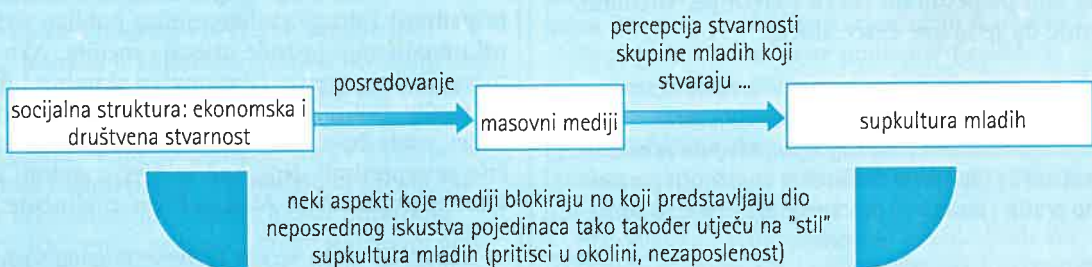 percepcija stvarnosti
skupine mladih koji
stvaraju ...
posredovanje
socijalna struktura: ekonomska i
društvena stvarnost
masovni mediji
supkultura mladih
neki aspekti koje mediji blokiraju no koji predstavljaju dio
neposrednog iskustva pojedinaca tako također utječu na "stil"
supkultura mladih (pritisci u okolini, nezaposlenost)